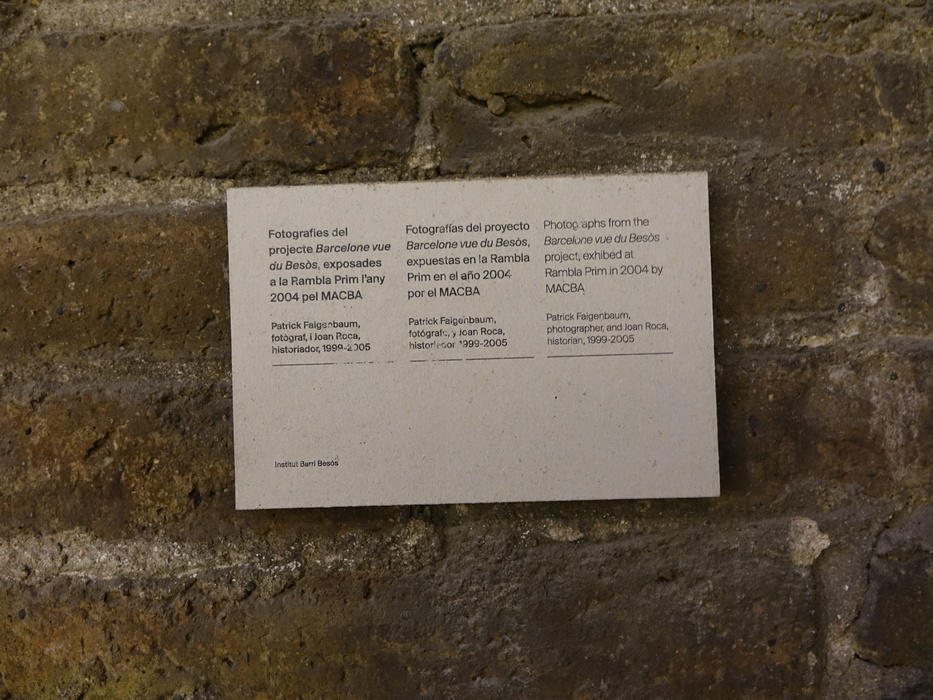 Fotografies del
projecte Barcelone vue
du Besòs, exposades
a la Rambla Prim l'any
2004 pel MACBA
Patrick Faigenbaum,
fotògraf, i Joan Roca,
historiador, 1999-2005
Fotografías del proyecto
Barcelone vue du Besòs,
expuestas en la Rambla
Prim en el año 2004
por el MACBA
Patrick Faigenbaum,
fotógrafo, y Joan Roca,
historiador 1999-2005
Photographs from the
Barcelone vue du Besòs
project, exhibed at
Rambla Prim in 2004 by
MACBA
Patrick Faigenbaum,
photographer, and Joan Roca,
historian, 1999-2005
Institut Barri Besòs